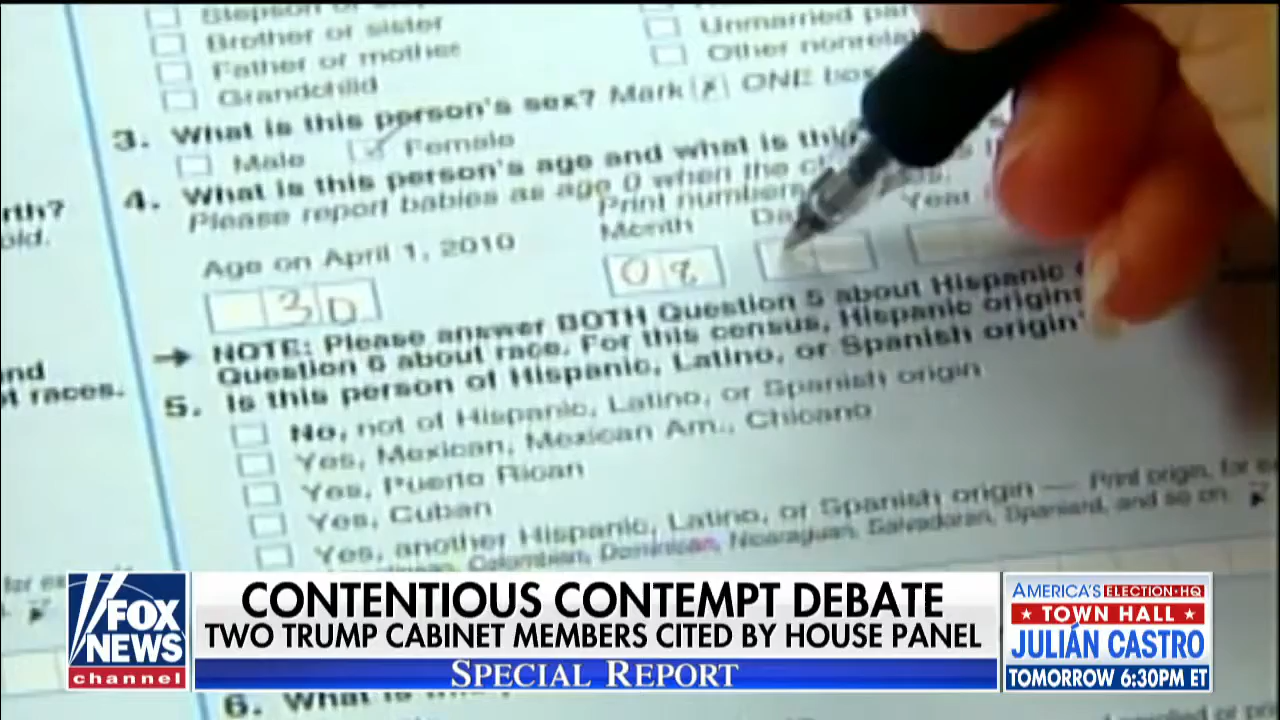 Brother or sister
Unmarried
Father or mother
Other
Grandchild
3. What is this person's sex? Mark [x] ONE box
Male
Female
4. What is this person's age and what is
Please report babies as age 0 when the
Print numbers
Age on April 1, 2010
Month
Year
30
08
→ NOTE: Please answer BOTH Question 5 about Hispanic
Question 6 about race. For this census, Hispanic origins
5. Is this person of Hispanic, Latino, or Spanish origin
No, not of Hispanic, Latino, or Spanish origin
Yes, Mexican, Mexican Am., Chicano
Yes, Puerto Rican
Yes, Cuban
Yes, another Hispanic, Latino, or Spanish origin — Print origin, for
Colombian, Dominican, Nicaraguan, Salvadoran, Spaniard, and so on.
races.
FOX
NEWS
channel
CONTENTIOUS CONTEMPT DEBATE
TWO TRUMP CABINET MEMBERS CITED BY HOUSE PANEL
SPECIAL REPORT
AMERICA'S ELECTION HQ
TOWN HALL
JULIÁN CASTRO
TOMORROW 6:30PM ET
6. What is